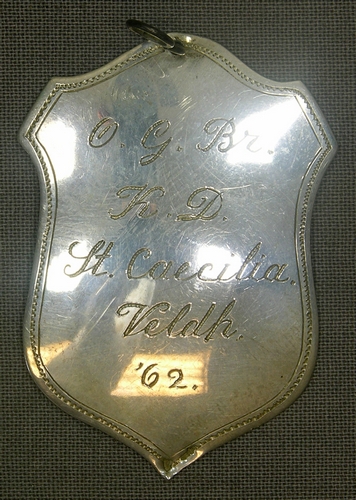 O. G. Br.
K. D.
St. Caecilia.
Veldh.
'62.